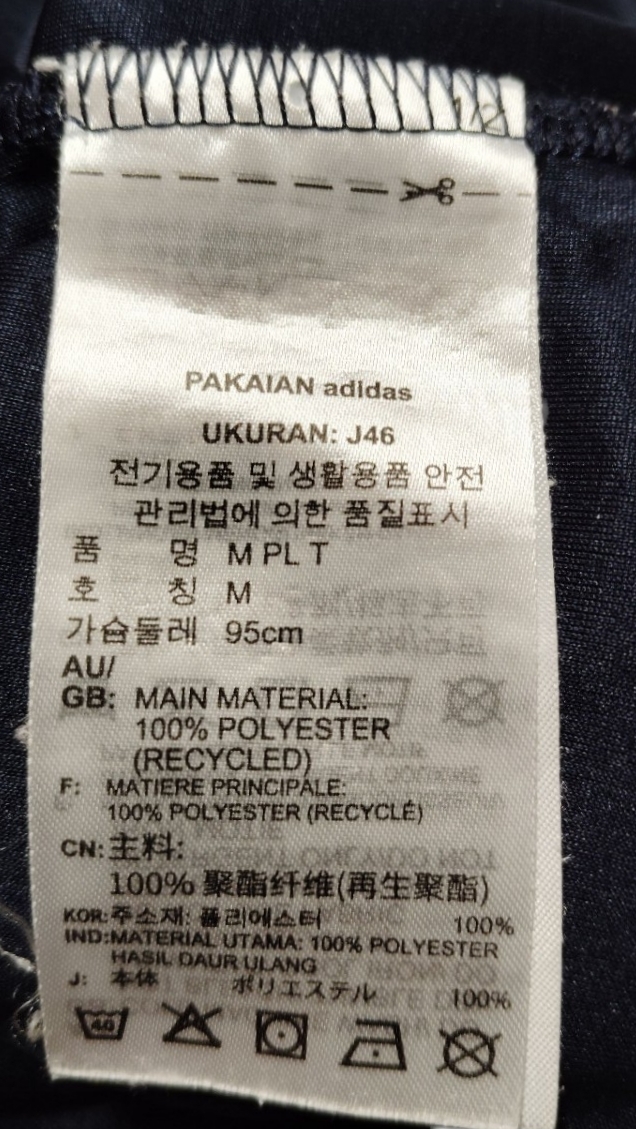 1/2
PAKAIAN adidas
UKURAN: J46
전기용품 및 생활용품 안전
관리법에 의한 품질표시
품 명 M PL T
호 칭 M
가슴둘레 95cm
AU/
GB: MAIN MATERIAL:
100% POLYESTER
(RECYCLED)
F: MATIERE PRINCIPALE:
100% POLYESTER (RECYCLÉ)
CN: 主料:
100% 聚酯纤维(再生聚酯)
KOR: 주소재: 폴리에스터 100%
IND:MATERIAL UTAMA: 100% POLYESTER
HASIL DAUR ULANG
J: 本体 ポリエステル 100%
40